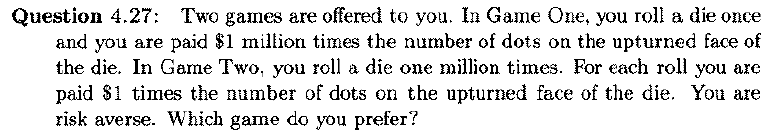 Question 4.27: Two games are offered to you. In Game One, you roll a die once
and you are paid $1 million times the number of dots on the upturned face of
the die. In Game Two, you roll a die one million times. For each roll you are
paid $1 times the number of dots on the upturned face of the die. You are
risk averse. Which game do you prefer?